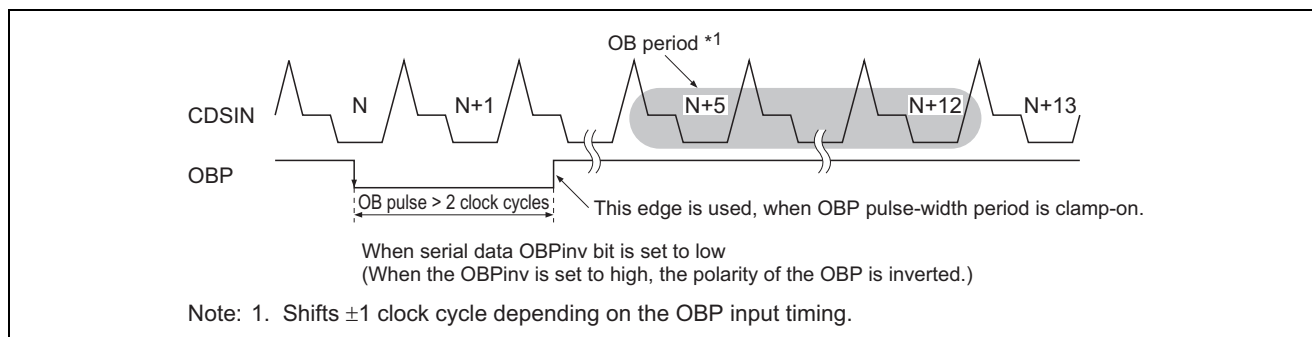 OB period *1
CDSIN
N
N+1
N+5
N+12
N+13
OBP
OB pulse > 2 clock cycles
This edge is used, when OBP pulse-width period is clamp-on.
When serial data OBPinv bit is set to low
(When the OBPinv is set to high, the polarity of the OBP is inverted.)
Note: 1. Shifts ±1 clock cycle depending on the OBP input timing.